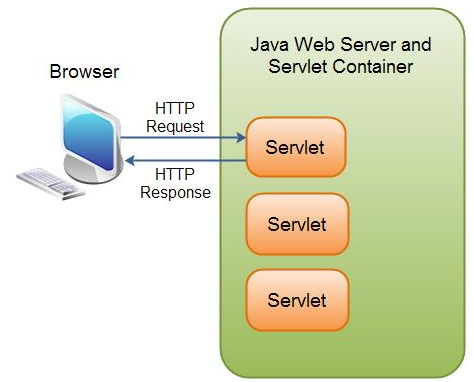 Java Web Server and
Servlet Container
Browser
HTTP
Request
Servlet
HTTP
Response
Servlet
Servlet